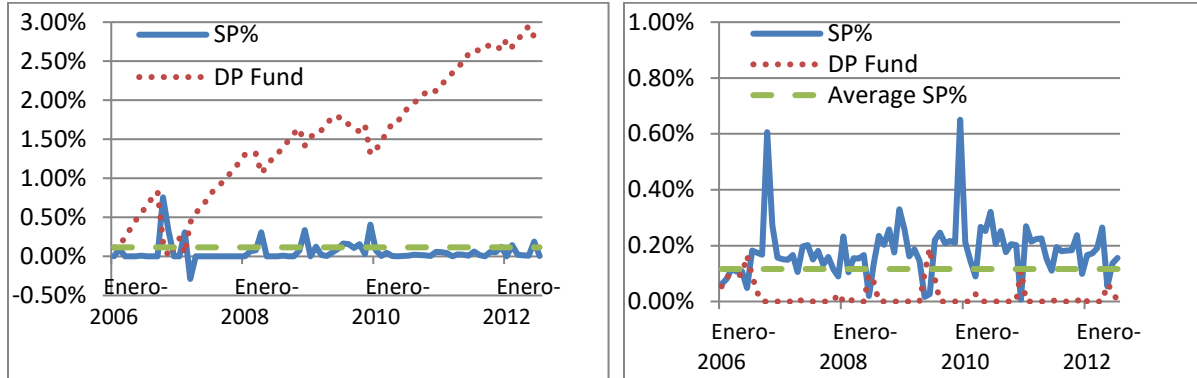 3.00%
2.50%
2.00%
1.50%
1.00%
0.50%
0.00%
-0.50%
SP%
DP Fund
Enero-
2006
Enero-
2008
Enero-
2010
Enero-
2012
1.00%
0.80%
0.60%
0.40%
0.20%
0.00%
SP%
DP Fund
Average SP%
Enero-
2006
Enero-
2008
Enero-
2010
Enero-
2012